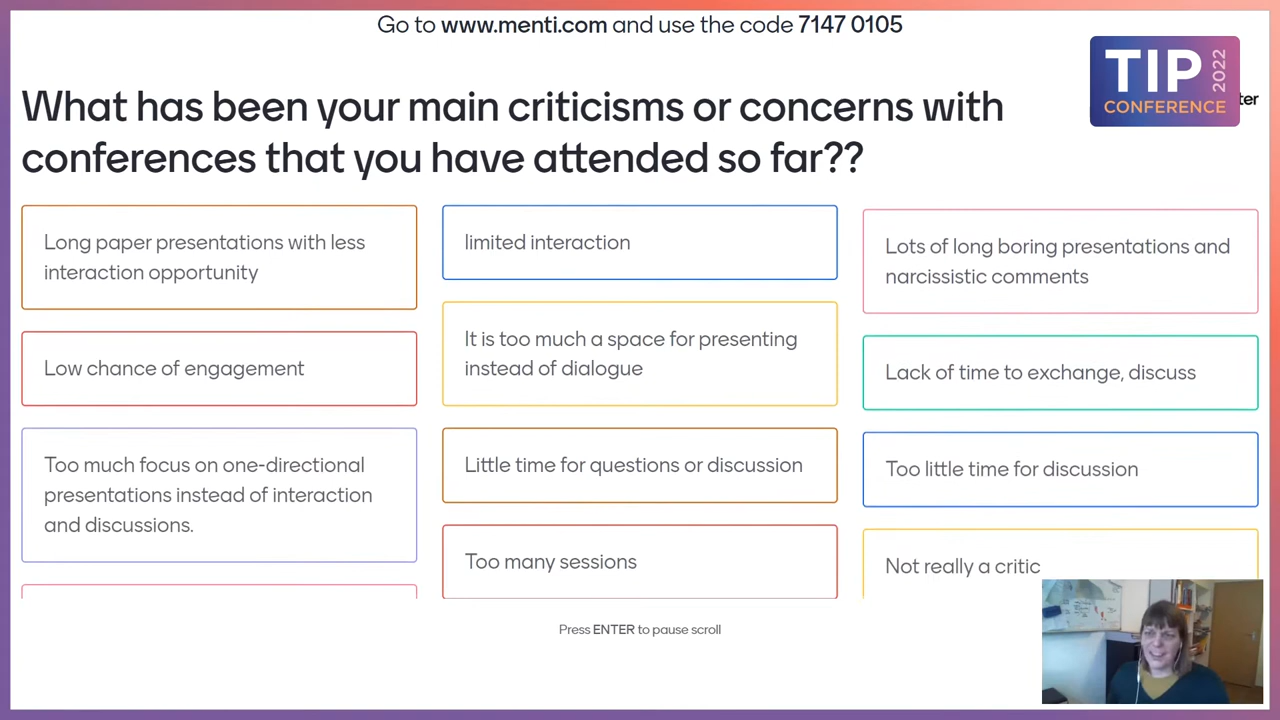 Go to www.menti.com and use the code 7147 0105
TIP
2022
CONFERENCE
ter
What has been your main criticisms or concerns with
conferences that you have attended so far??
Long paper presentations with less
interaction opportunity
Low chance of engagement
Too much focus on one-directional
presentations instead of interaction
and discussions.
limited interaction
It is too much a space for presenting
instead of dialogue
Little time for questions or discussion
Too many sessions
Lots of long boring presentations and
narcissistic comments
Lack of time to exchange, discuss
Too little time for discussion
Not really a critic
Press ENTER to pause scroll